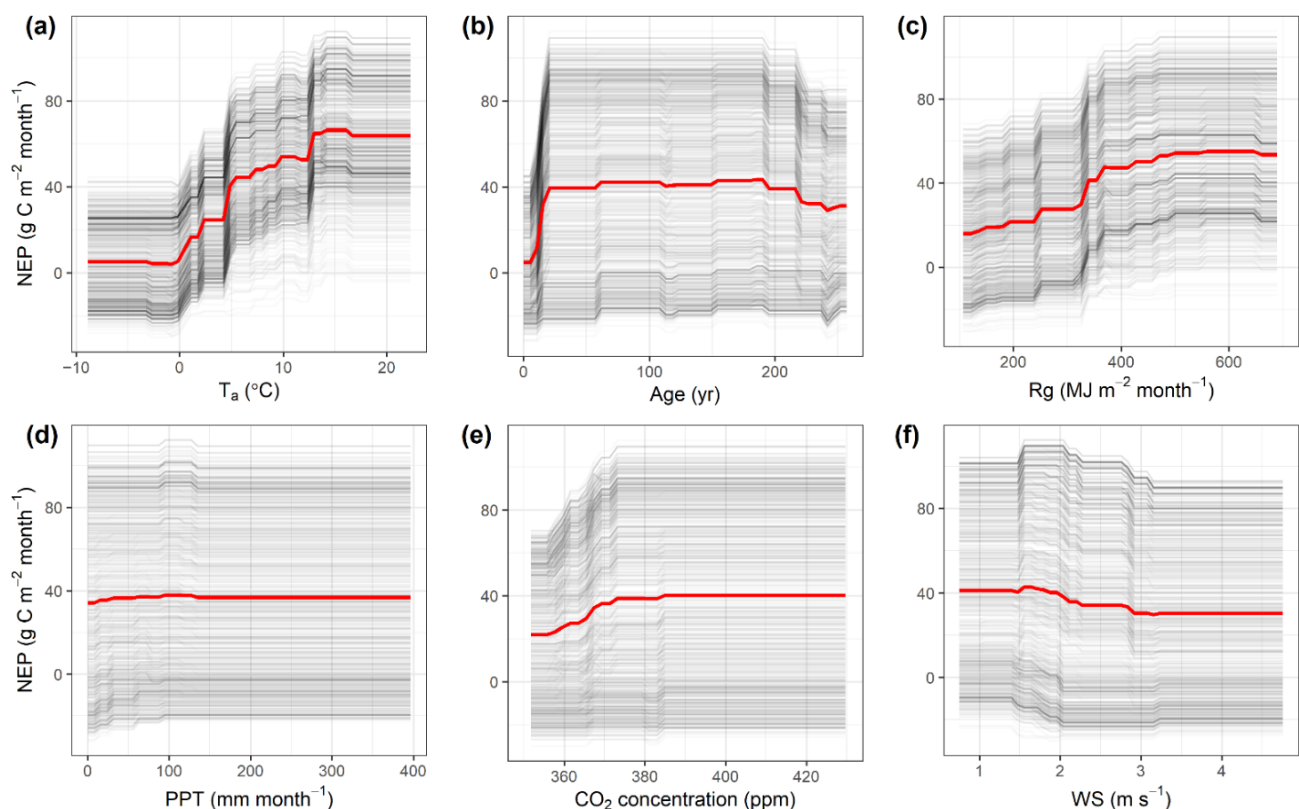 (a)
(b)
(c)
NEP (g C m⁻² month⁻¹)
80
40
0
80
40
0
80
40
0
−10
0
10
20
0
100
200
200
400
600
Tₐ (°C)
Age (yr)
Rg (MJ m⁻² month⁻¹)
(d)
(e)
(f)
NEP (g C m⁻² month⁻¹)
80
40
0
80
40
0
80
40
0
0
100
200
300
400
360
380
400
420
1
2
3
4
PPT (mm month⁻¹)
CO₂ concentration (ppm)
WS (m s⁻¹)